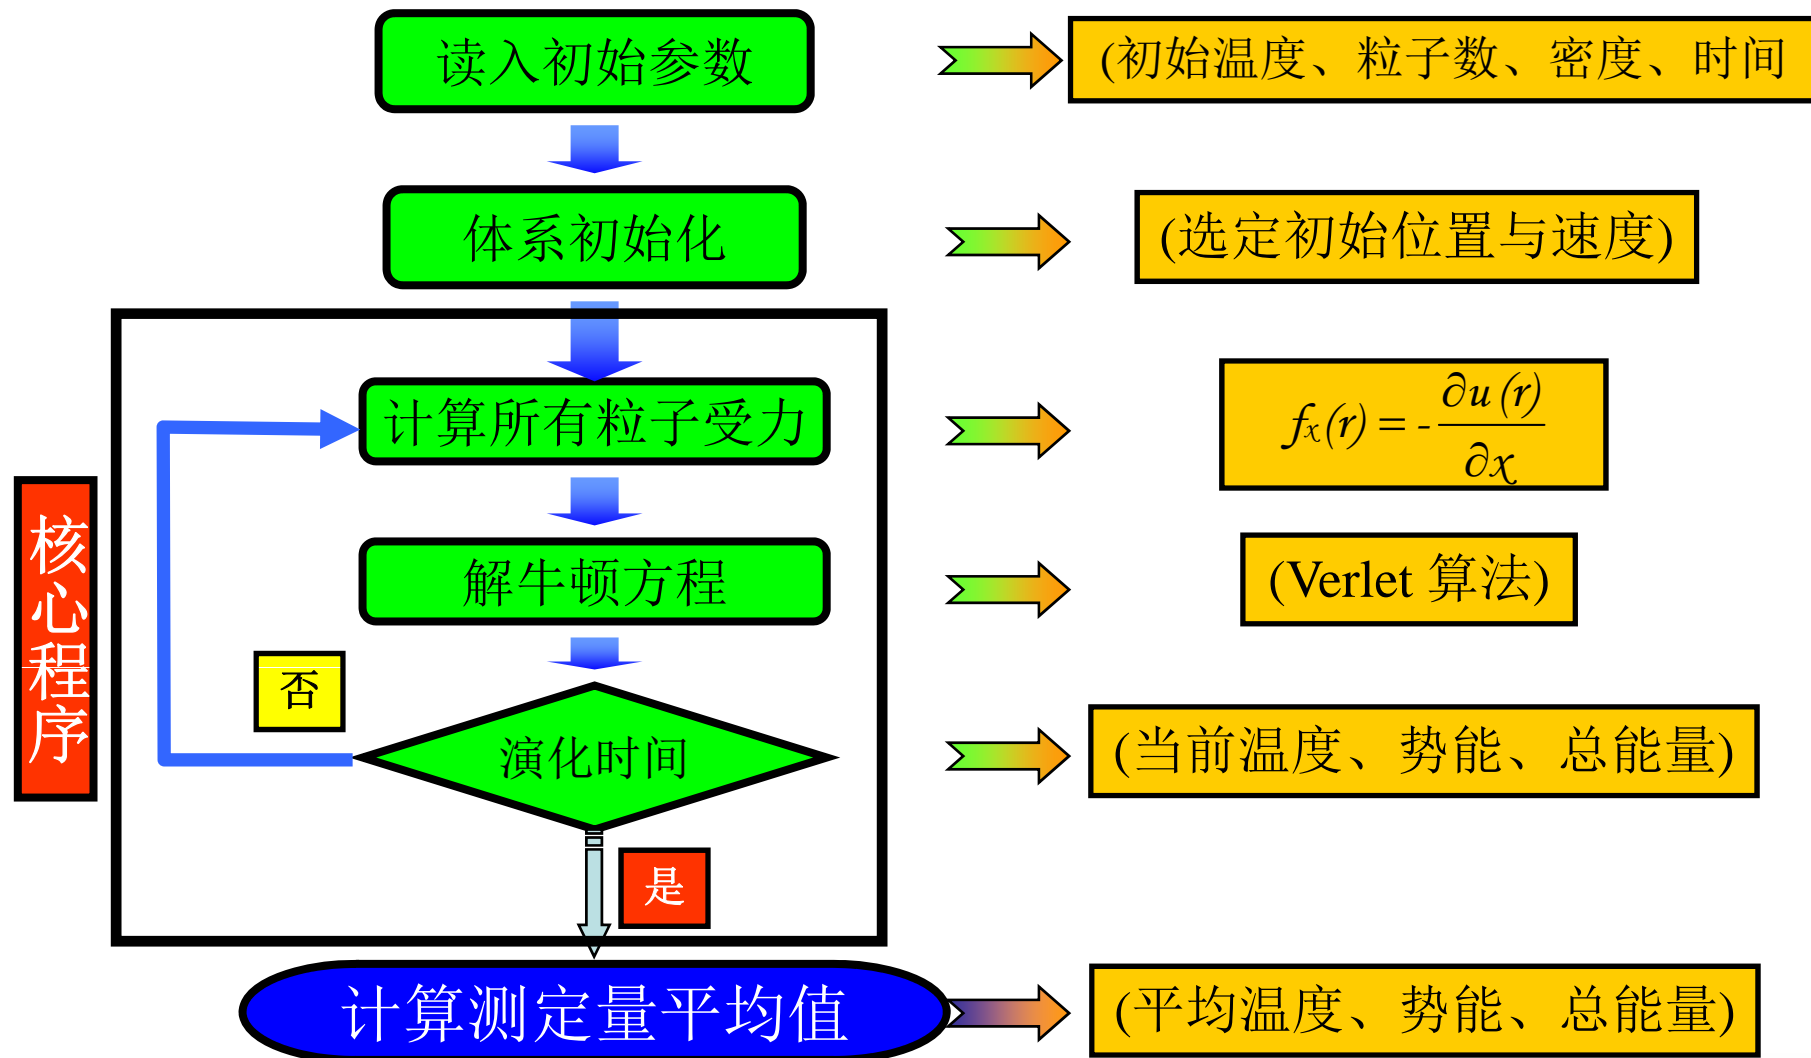 读入初始参数
(初始温度、粒子数、密度、时间
体系初始化
(选定初始位置与速度)
计算所有粒子受力
fx(r) = - ∂u(r)/∂x
核心程序
解牛顿方程
(Verlet 算法)
否
演化时间
(当前温度、势能、总能量)
是
计算测定量平均值
(平均温度、势能、总能量)